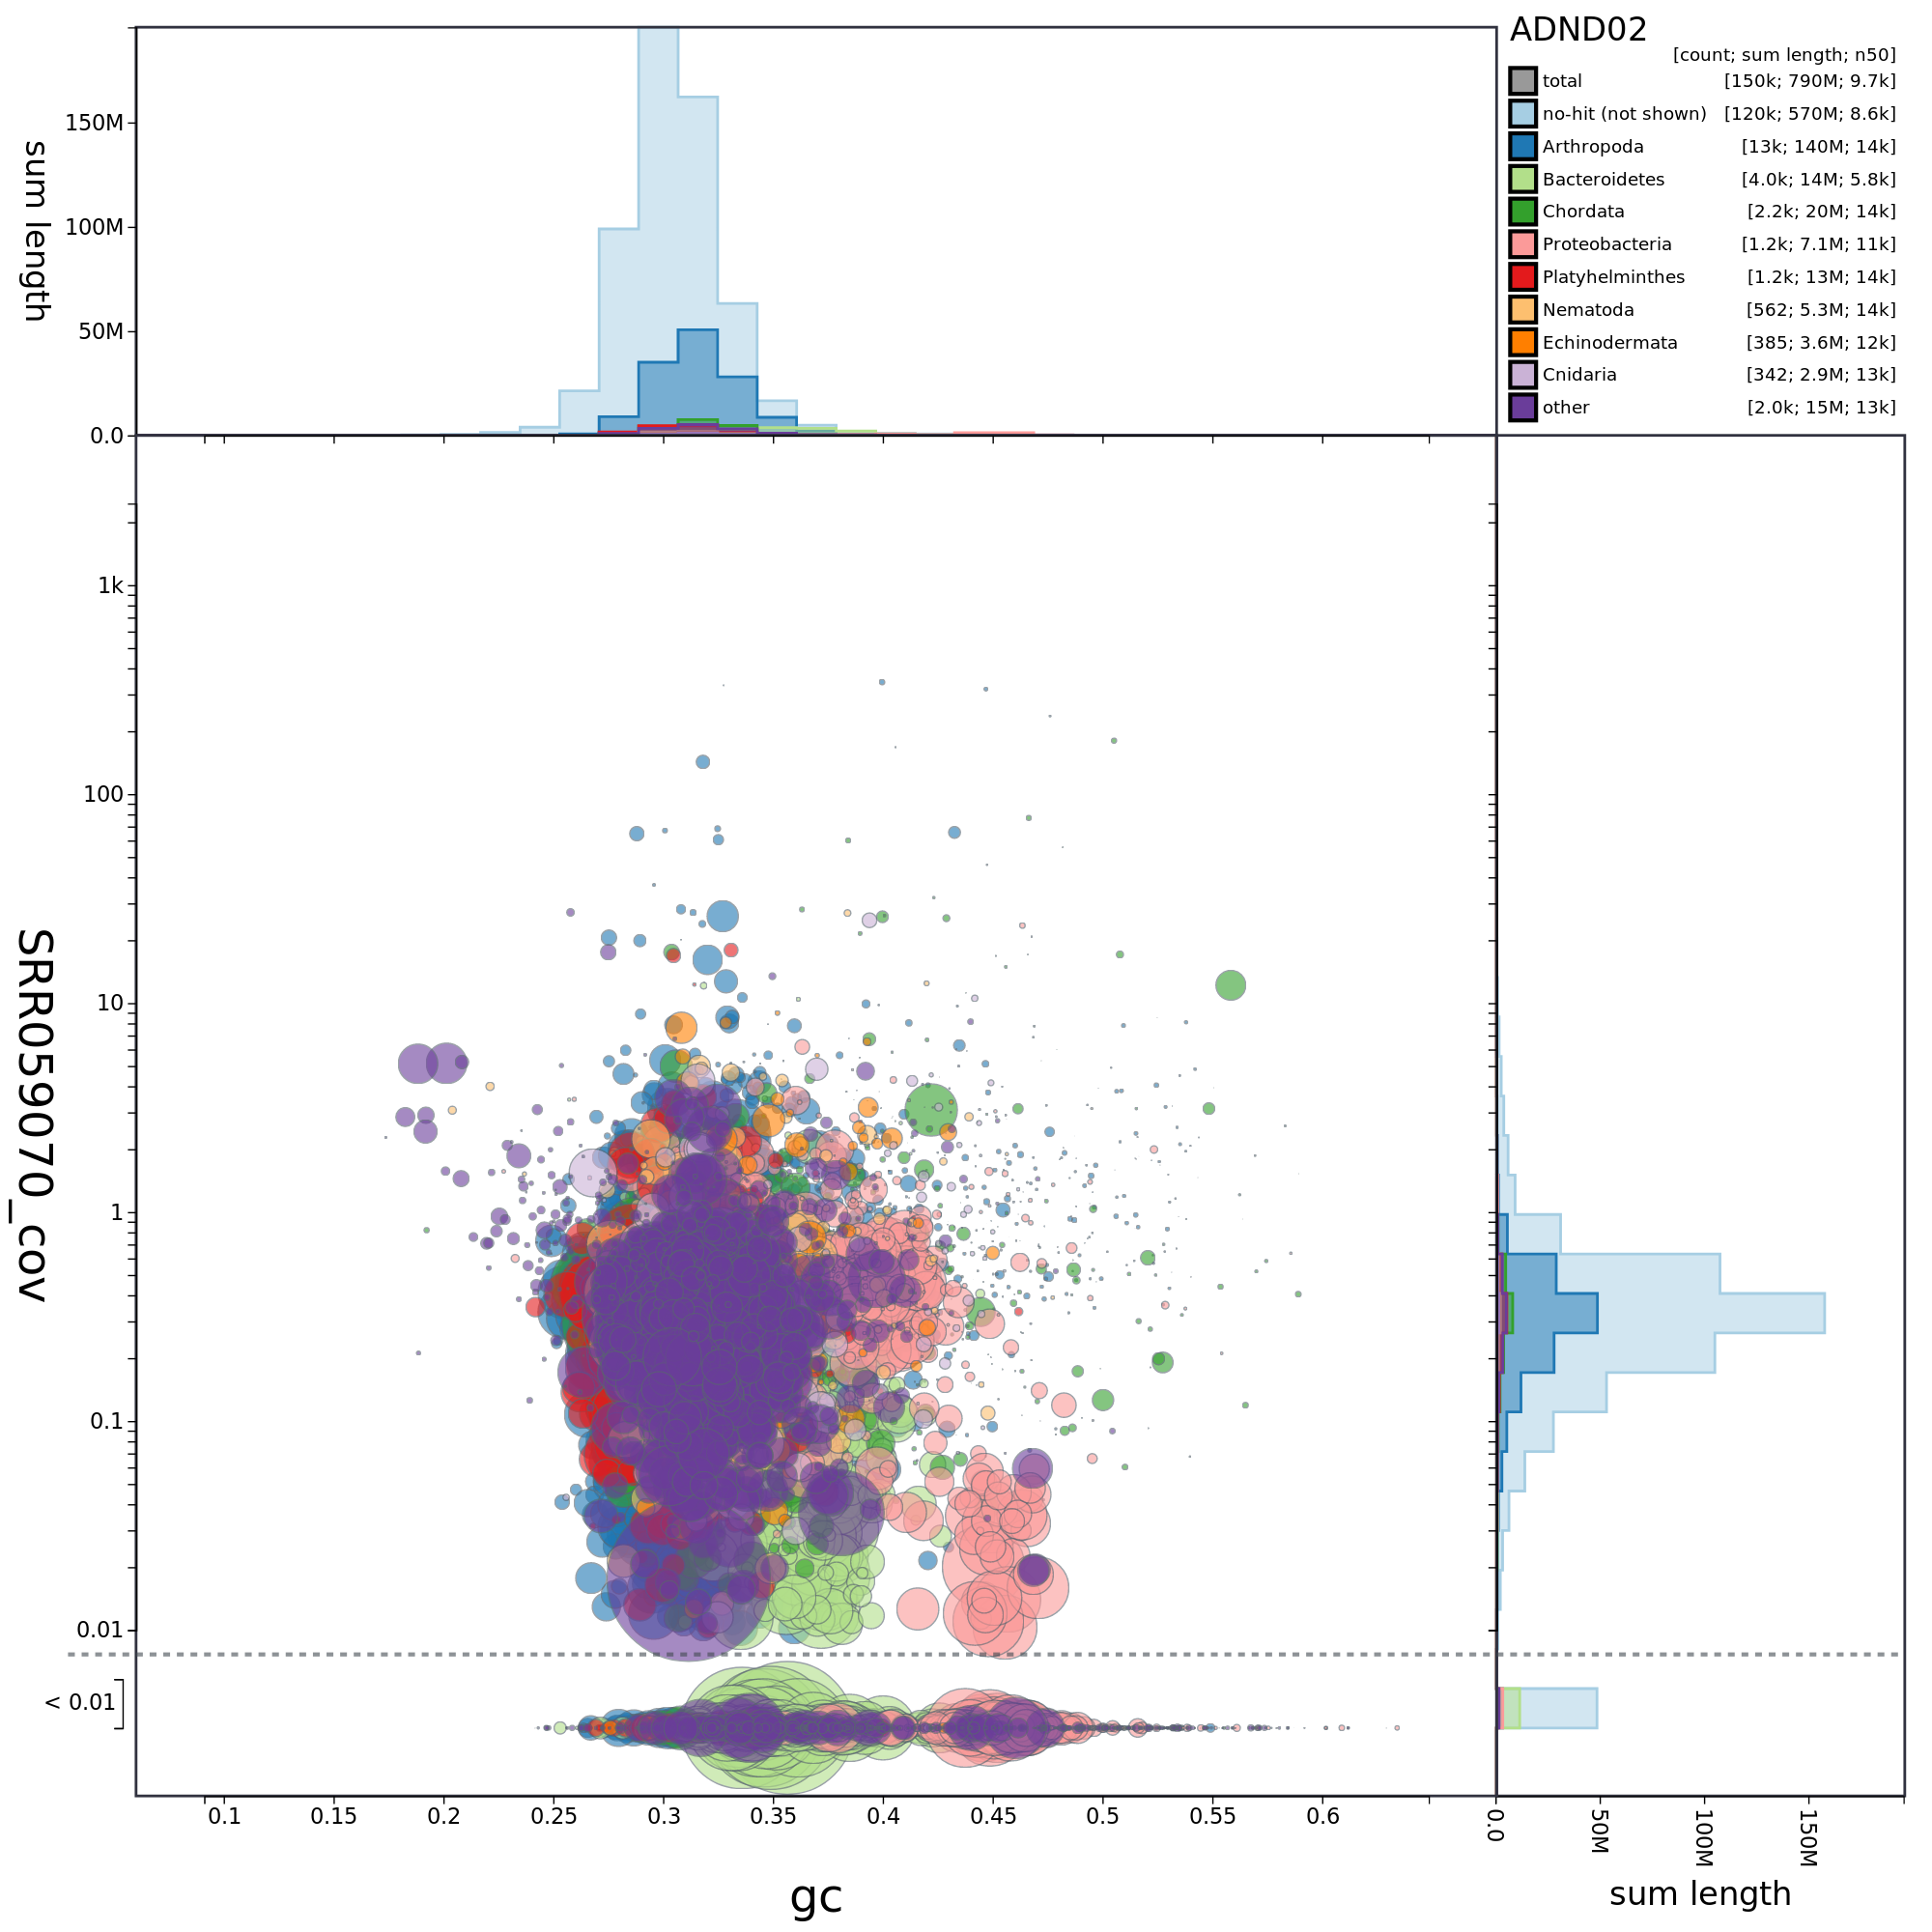 ADND02
[count; sum length; n50]
total [150k; 790M; 9.7k]
no-hit (not shown) [120k; 570M; 8.6k]
Arthropoda [13k; 140M; 14k]
Bacteroidetes [4.0k; 14M; 5.8k]
Chordata [2.2k; 20M; 14k]
Proteobacteria [1.2k; 7.1M; 11k]
Platyhelminthes [1.2k; 13M; 14k]
Nematoda [562; 5.3M; 14k]
Echinodermata [385; 3.6M; 12k]
Cnidaria [342; 2.9M; 13k]
other [2.0k; 15M; 13k]
sum length
150M
100M
50M
0.0
SRR059070_cov
1k
100
10
1
0.1
0.01
< 0.01
0.1 0.15 0.2 0.25 0.3 0.35 0.4 0.45 0.5 0.55 0.6
gc
0.0 50M 100M 150M
sum length